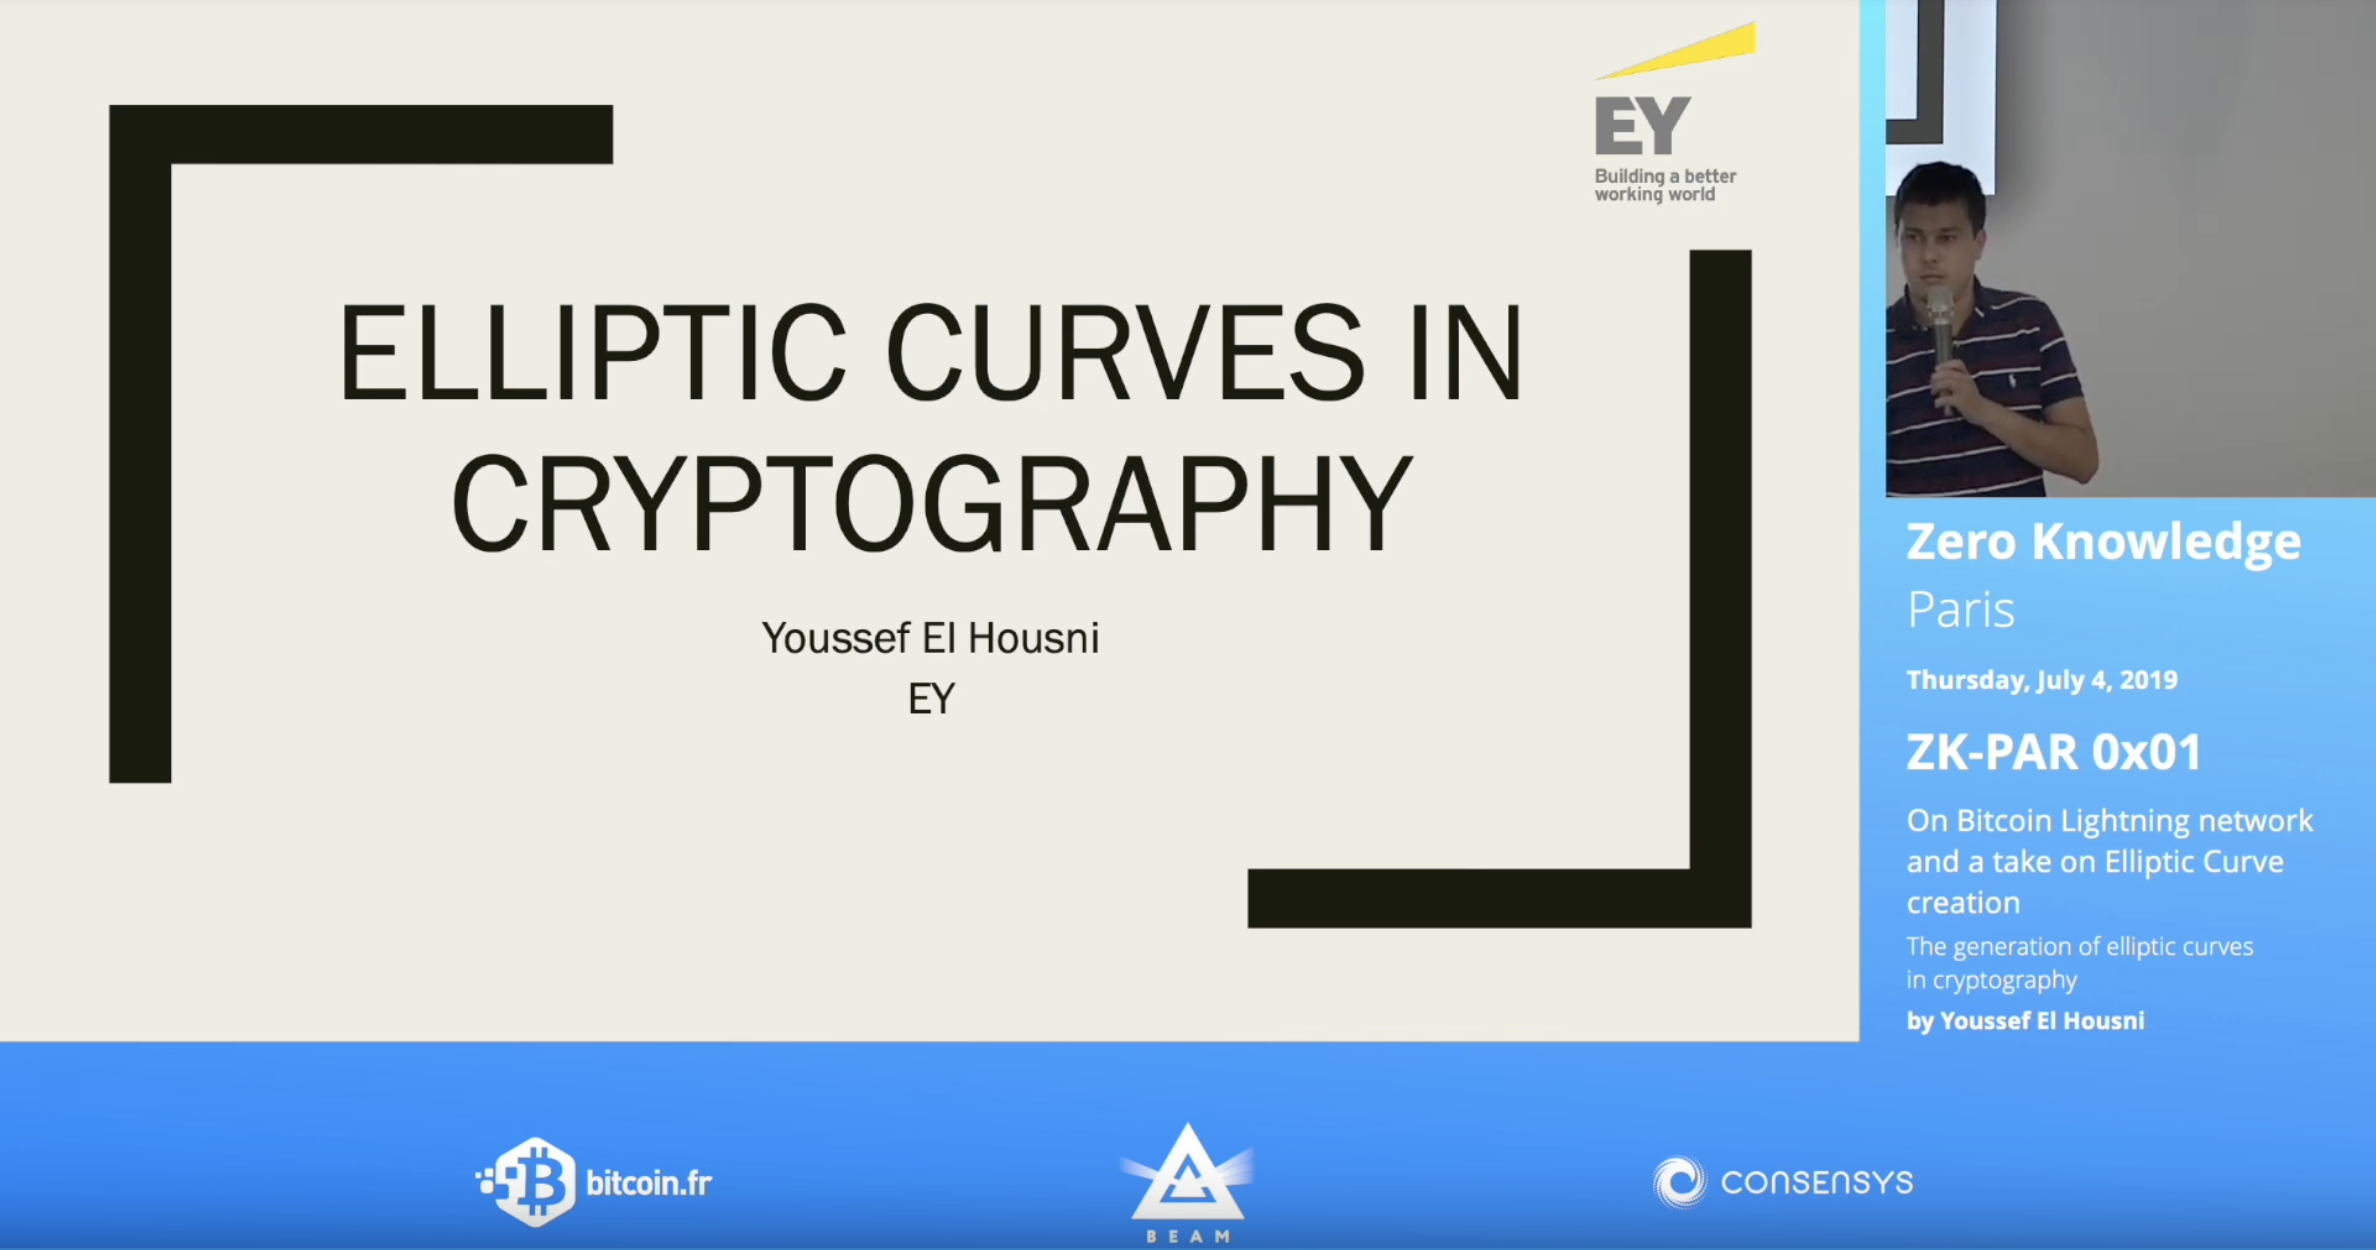 EY
Building a better
working world
ELLIPTIC CURVES IN
CRYPTOGRAPHY
Youssef El Housni
EY
Zero Knowledge
Paris
Thursday, July 4, 2019
ZK-PAR 0x01
On Bitcoin Lightning network
and a take on Elliptic Curve
creation
The generation of elliptic curves
in cryptography
by Youssef El Housni
bitcoin.fr
BEAM
CONSENSYS